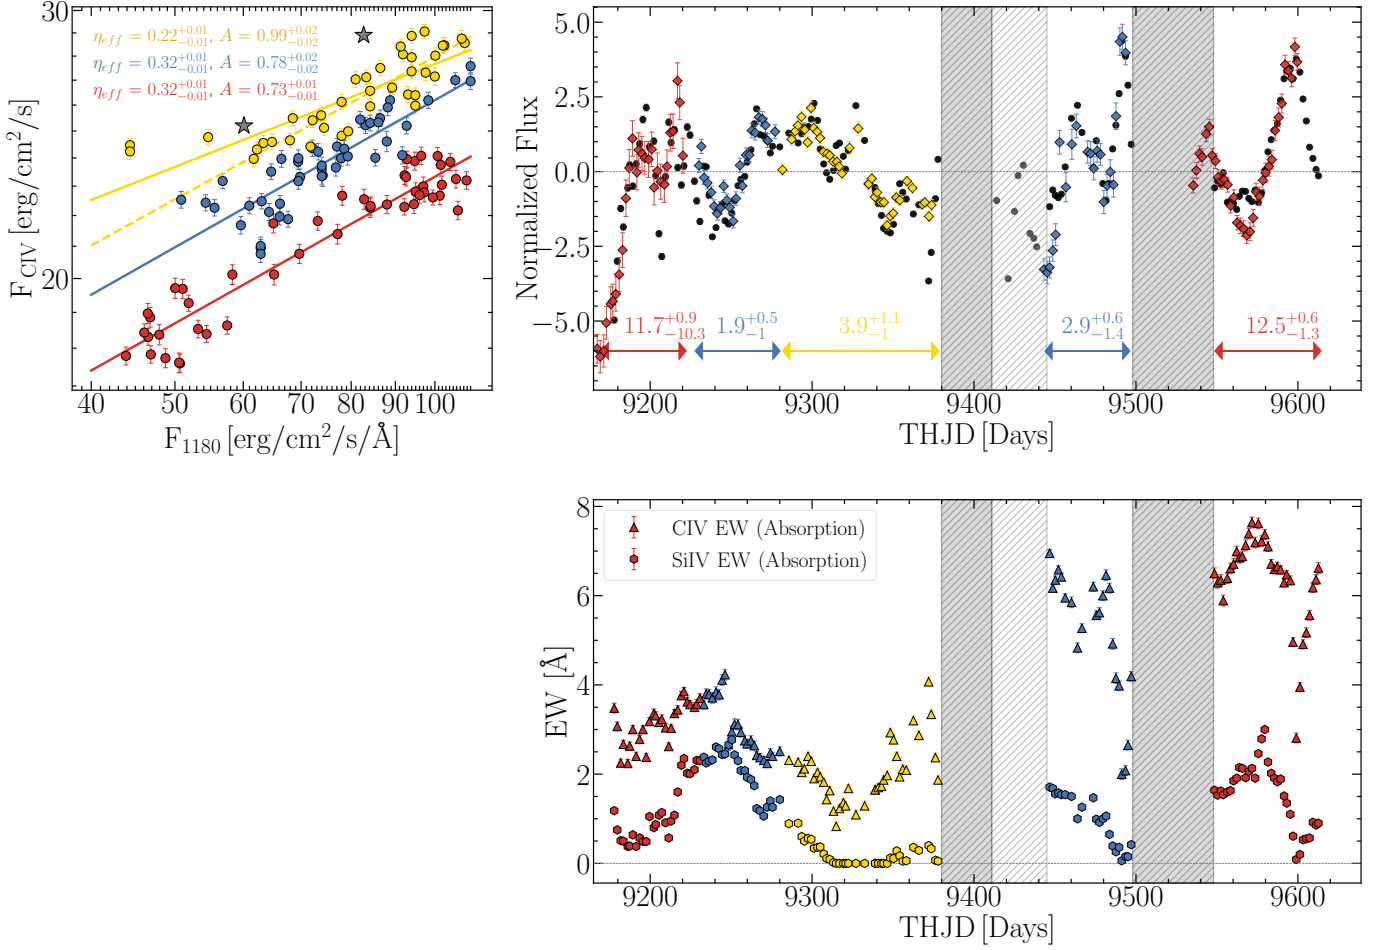 30
20
F_CIV [erg/cm²/s]
η_eff = 0.22^{+0.01}_{-0.01}, A = 0.99^{+0.02}_{-0.02}
η_eff = 0.32^{+0.01}_{-0.01}, A = 0.78^{+0.02}_{-0.02}
η_eff = 0.32^{+0.01}_{-0.01}, A = 0.73^{+0.01}_{-0.01}
40 50 60 70 80 90 100
F_1180 [erg/cm²/s/Å]
5.0
2.5
0.0
−2.5
−5.0
Normalized Flux
11.7^{+0.9}_{-10.3} 1.9^{+0.5}_{-1} 3.9^{+1.1}_{-1} 2.9^{+0.6}_{-1.4} 12.5^{+0.6}_{-1.3}
9200 9300 9400 9500 9600
THJD [Days]
8
6
4
2
0
EW [Å]
CIV EW (Absorption)
SiIV EW (Absorption)
9200 9300 9400 9500 9600
THJD [Days]